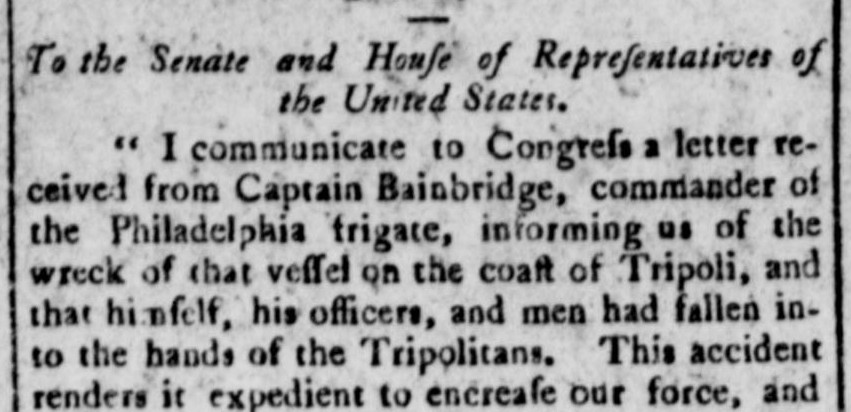 To the Senate and Houſe of Repreſentatives of
the United States.
“ I communicate to Congreſs a letter re-
ceived from Captain Bainbridge, commander of
the Philadelphia frigate, informing us of the
wreck of that veſſel on the coaſt of Tripoli, and
that himſelf, his officers, and men had fallen in-
to the hands of the Tripolitans. This accident
renders it expedient to encreaſe our force, and